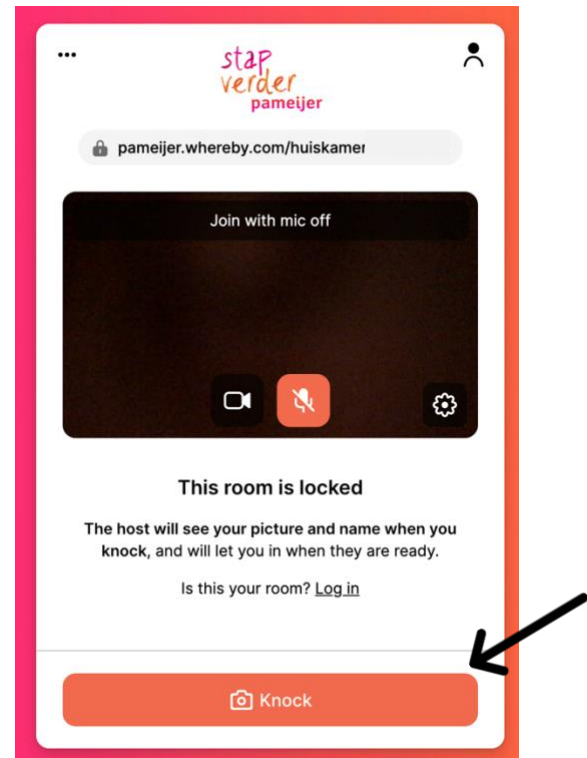 stap
verder
pameijer
pameijer.whereby.com/huiskamer
Join with mic off
This room is locked
The host will see your picture and name when you
knock, and will let you in when they are ready.
Is this your room? Log in
Knock